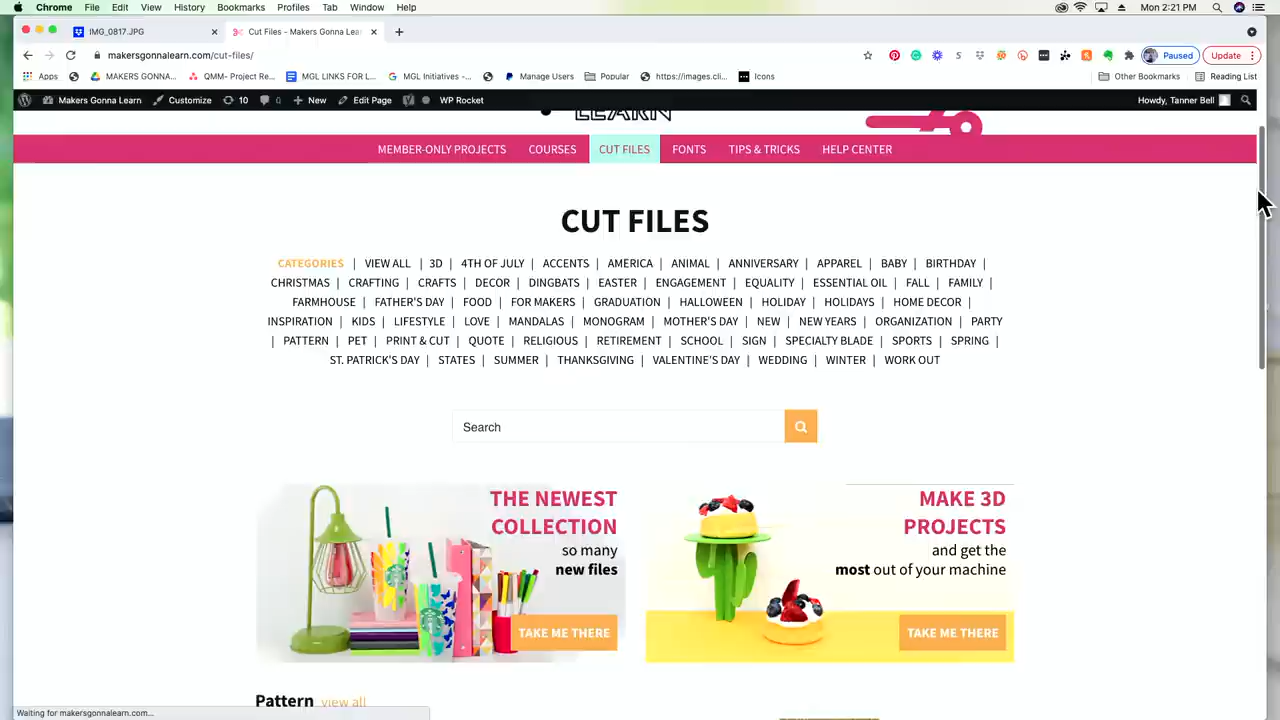 Chrome File Edit View History Bookmarks Profiles Tab Window Help Mon 2:21 PM
IMG_0817.JPG Cut Files - Makers Gonna Lea
makersgonnalearn.com/cut-files/ Paused Update
Apps MAKERS GONNA... QMM- Project Re... MGL LINKS FOR L... MGL Initiatives -... Manage Users Popular https://images.cli... Icons Other Bookmarks Reading List
Makers Gonna Learn Customize 10 0 New Edit Page WP Rocket Howdy, Tanner Bell
LEARN
MEMBER-ONLY PROJECTS COURSES CUT FILES FONTS TIPS & TRICKS HELP CENTER
CUT FILES
CATEGORIES | VIEW ALL | 3D | 4TH OF JULY | ACCENTS | AMERICA | ANIMAL | ANNIVERSARY | APPAREL | BABY | BIRTHDAY |
CHRISTMAS | CRAFTING | CRAFTS | DECOR | DINGBATS | EASTER | ENGAGEMENT | EQUALITY | ESSENTIAL OIL | FALL | FAMILY |
FARMHOUSE | FATHER'S DAY | FOOD | FOR MAKERS | GRADUATION | HALLOWEEN | HOLIDAY | HOLIDAYS | HOME DECOR |
INSPIRATION | KIDS | LIFESTYLE | LOVE | MANDALAS | MONOGRAM | MOTHER'S DAY | NEW | NEW YEARS | ORGANIZATION | PARTY
| PATTERN | PET | PRINT & CUT | QUOTE | RELIGIOUS | RETIREMENT | SCHOOL | SIGN | SPECIALTY BLADE | SPORTS | SPRING |
ST. PATRICK'S DAY | STATES | SUMMER | THANKSGIVING | VALENTINE'S DAY | WEDDING | WINTER | WORK OUT
Search
THE NEWEST
COLLECTION
so many
new files
TAKE ME THERE
MAKE 3D
PROJECTS
and get the
most out of your machine
TAKE ME THERE
Pattern view all
Waiting for makersgonnalearn.com...